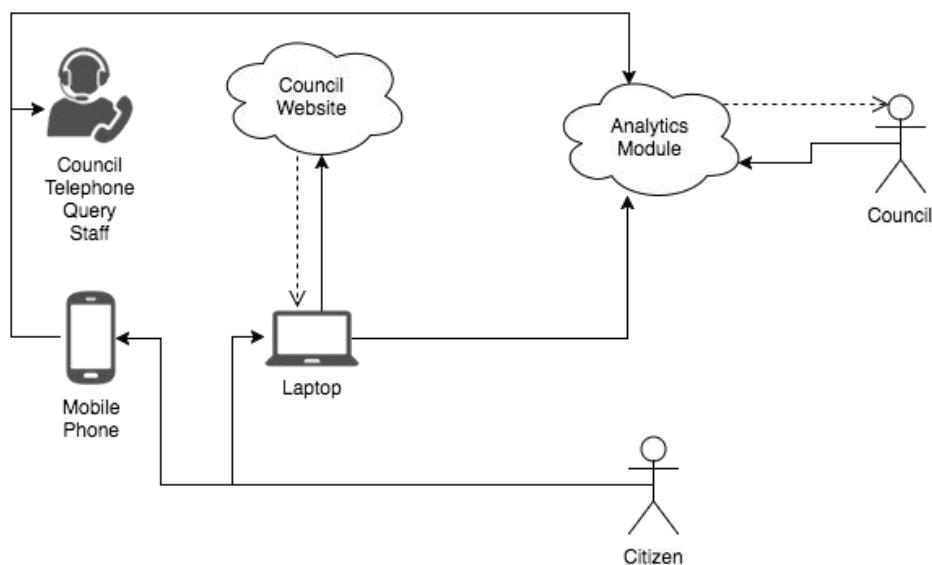 Council
Website
Analytics
Module
Council
Telephone
Query
Staff
Council
Laptop
Mobile
Phone
Citizen